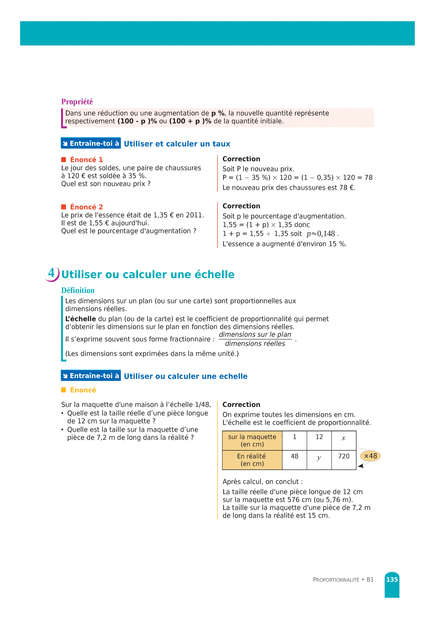 Propriété
Dans une réduction ou une augmentation de p %, la nouvelle quantité représente
respectivement (100 - p )% ou (100 + p )% de la quantité initiale.
Entraîne-toi à Utiliser et calculer un taux
Énoncé 1
Le jour des soldes, une paire de chaussures
à 120 € est soldée à 35 %.
Quel est son nouveau prix ?
Correction
Soit P le nouveau prix.
P = (1 − 35 %) × 120 = (1 − 0,35) × 120 = 78
Le nouveau prix des chaussures est 78 €.
Énoncé 2
Le prix de l'essence était de 1,35 € en 2011.
Il est de 1,55 € aujourd'hui.
Quel est le pourcentage d'augmentation ?
Correction
Soit p le pourcentage d'augmentation.
1,55 = (1 + p) × 1,35 donc
1 + p = 1,55 ÷ 1,35 soit p≈0,148 .
L'essence a augmenté d'environ 15 %.
4) Utiliser ou calculer une échelle
Définition
Les dimensions sur un plan (ou sur une carte) sont proportionnelles aux
dimensions réelles.
L'échelle du plan (ou de la carte) est le coefficient de proportionnalité qui permet
d'obtenir les dimensions sur le plan en fonction des dimensions réelles.
Il s'exprime souvent sous forme fractionnaire : dimensions sur le plan / dimensions réelles .
(Les dimensions sont exprimées dans la même unité.)
Entraîne-toi à Utiliser ou calculer une echelle
Énoncé
Sur la maquette d'une maison à l'échelle 1/48,
• Quelle est la taille réelle d'une pièce longue
de 12 cm sur la maquette ?
• Quelle est la taille sur la maquette d'une
pièce de 7,2 m de long dans la réalité ?
Correction
On exprime toutes les dimensions en cm.
L'échelle est le coefficient de proportionnalité.
sur la maquette (en cm) 1 12 x
En réalité (en cm) 48 y 720 ×48
Après calcul, on conclut :
La taille réelle d'une pièce longue de 12 cm
sur la maquette est 576 cm (ou 5,76 m).
La taille sur la maquette d'une pièce de 7,2 m
de long dans la réalité est 15 cm.
PROPORTIONNALITÉ • B1 135